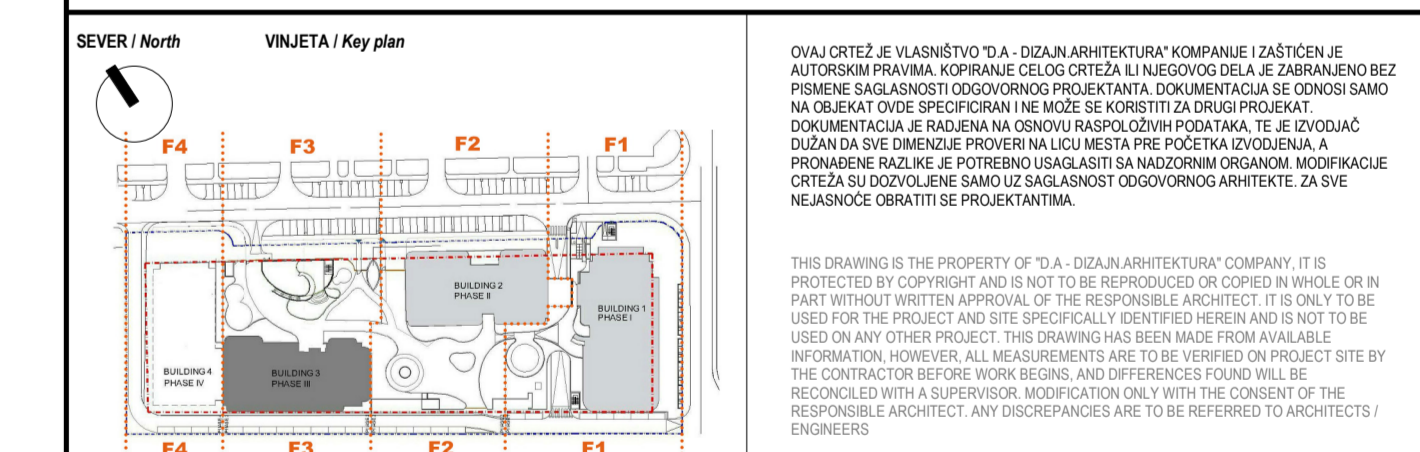 SEVER / North
VINJETA / Key plan
F4
F3
F2
F1
BUILDING 2
PHASE II
BUILDING 1
PHASE I
BUILDING 4
PHASE IV
BUILDING 3
PHASE III
F4
F3
F2
F1
OVAJ CRTEŽ JE VLASNIŠTVO "D.A - DIZAJN.ARHITEKTURA" KOMPANIJE I ZAŠTIĆEN JE
AUTORSKIM PRAVIMA. KOPIRANJE CELOG CRTEŽA ILI NJEGOVOG DELA JE ZABRANJENO BEZ
PISMENE SAGLASNOSTI ODGOVORNOG PROJEKTANTA. DOKUMENTACIJA SE ODNOSI SAMO
NA OBJEKAT OVDE SPECIFICIRAN I NE MOŽE SE KORISTITI ZA DRUGI PROJEKAT.
DOKUMENTACIJA JE RADJENA NA OSNOVU RASPOLOŽIVIH PODATAKA, TE JE IZVODJAČ
DUŽAN DA SVE DIMENZIJE PROVERI NA LICU MESTA PRE POČETKA IZVODJENJA, A
PRONAĐENE RAZLIKE JE POTREBNO USAGLASITI SA NADZORNIM ORGANOM. MODIFIKACIJE
CRTEŽA SU DOZVOLJENE SAMO UZ SAGLASNOST ODGOVORNOG ARHITEKTE. ZA SVE
NEJASNOĆE OBRATITI SE PROJEKTANTIMA.
THIS DRAWING IS THE PROPERTY OF "D.A - DIZAJN.ARHITEKTURA" COMPANY, IT IS
PROTECTED BY COPYRIGHT AND IS NOT TO BE REPRODUCED OR COPIED IN WHOLE OR IN
PART WITHOUT WRITTEN APPROVAL OF THE RESPONSIBLE ARCHITECT. IT IS ONLY TO BE
USED FOR THE PROJECT AND SITE SPECIFICALLY IDENTIFIED HEREIN AND IS NOT TO BE
USED ON ANY OTHER PROJECT. THIS DRAWING HAS BEEN MADE FROM AVAILABLE
INFORMATION, HOWEVER, ALL MEASUREMENTS ARE TO BE VERIFIED ON PROJECT SITE BY
THE CONTRACTOR BEFORE WORK BEGINS, AND DIFFERENCES FOUND WILL BE
RECONCILED WITH A SUPERVISOR. MODIFICATION ONLY WITH THE CONSENT OF THE
RESPONSIBLE ARCHITECT. ANY DISCREPANCIES ARE TO BE REFERRED TO ARCHITECTS /
ENGINEERS